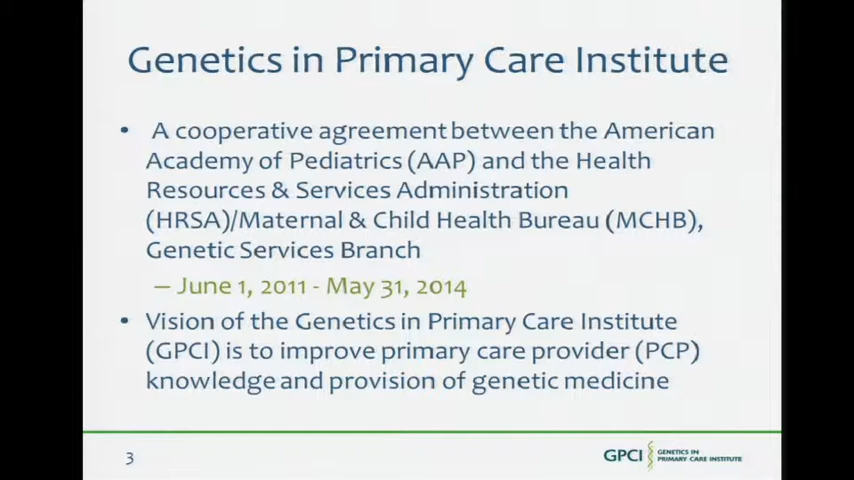 Genetics in Primary Care Institute
• A cooperative agreement between the American
Academy of Pediatrics (AAP) and the Health
Resources & Services Administration
(HRSA)/Maternal & Child Health Bureau (MCHB),
Genetic Services Branch
– June 1, 2011 - May 31, 2014
• Vision of the Genetics in Primary Care Institute
(GPCI) is to improve primary care provider (PCP)
knowledge and provision of genetic medicine
3
GPCI GENETICS IN
PRIMARY CARE INSTITUTE